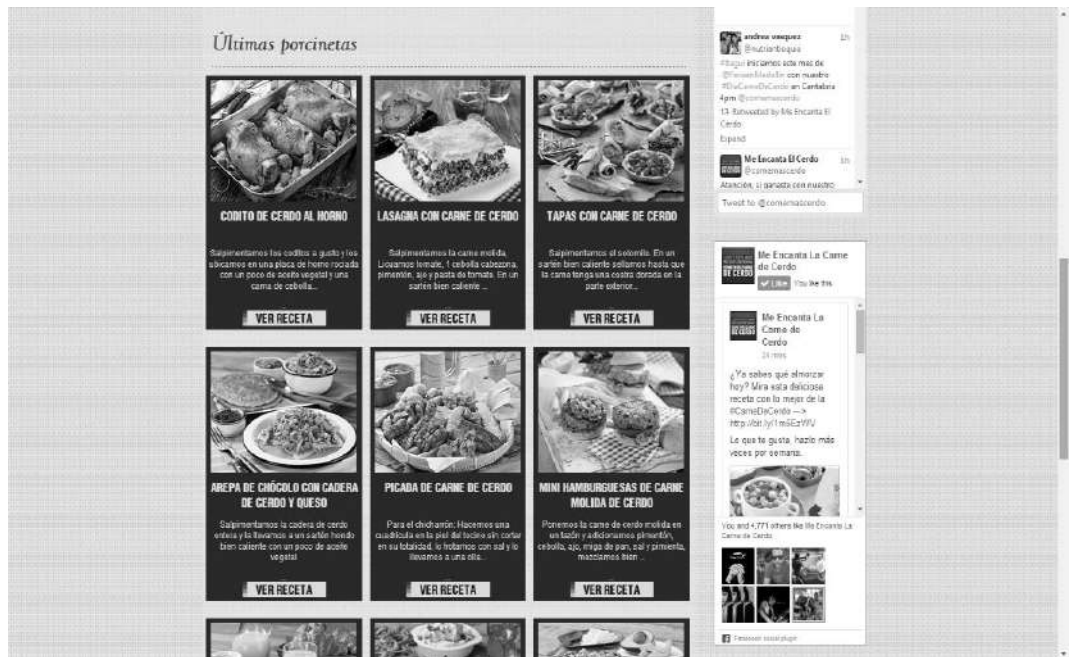 Últimas porcinetas
CODITO DE CERDO AL HORNO
Salpimentamos los coditos a gusto y los
ubicamos en una placa de horno rociada
con un poco de aceite vegetal y una
cama de cebolla...
VER RECETA
LASAGNA CON CARNE DE CERDO
Salpimentamos la carne molida.
Licuamos tomate, 1 cebolla cabezona,
pimentón, ajo y pasta de tomate. En un
sartén bien caliente ...
VER RECETA
TAPAS CON CARNE DE CERDO
Salpimentamos el solomito. En un
sartén bien caliente sellamos hasta que
la carne tenga una costra dorada en la
parte exterior...
VER RECETA
AREPA DE CHÓCOLO CON CADERA
DE CERDO Y QUESO
Salpimentamos la cadera de cerdo
entera y la llevamos a un sartén hondo
bien caliente con un poco de aceite
vegetal
VER RECETA
PICADA DE CARNE DE CERDO
Para el chicharrón: Hacemos una
cuadrícula en la piel del tocino sin cortar
en su totalidad, lo frotamos con sal y lo
llevamos a una olla...
VER RECETA
MINI HAMBURGUESAS DE CARNE
MOLIDA DE CERDO
Ponemos la carne de cerdo molida en
un tazón y adicionamos pimentón,
cebolla, ajo, miga de pan, sal y pimienta,
mezclamos bien ...
VER RECETA
andrea vasquez
iniciamos este mes de
con nuestro
#DiaCarneDeCerdo en Cantabria
4pm @comemascerdo
Retweeted by Me Encanta El
Cerdo
Expand
Me Encanta El Cerdo
@comemascerdo
Atención, si ganaste con nuestro
Tweet to @comemascerdo
Me Encanta La Carne
de Cerdo
Like You like this.
Me Encanta La
Carne de
Cerdo
¿Ya sabes qué almorzar
hoy? Mira esta deliciosa
receta con lo mejor de la
#CarneDeCerdo --->
Lo que te gusta, hazlo más
veces por semana.
You and 4,771 others like Me Encanta La
Carne de Cerdo.
Facebook social plugin